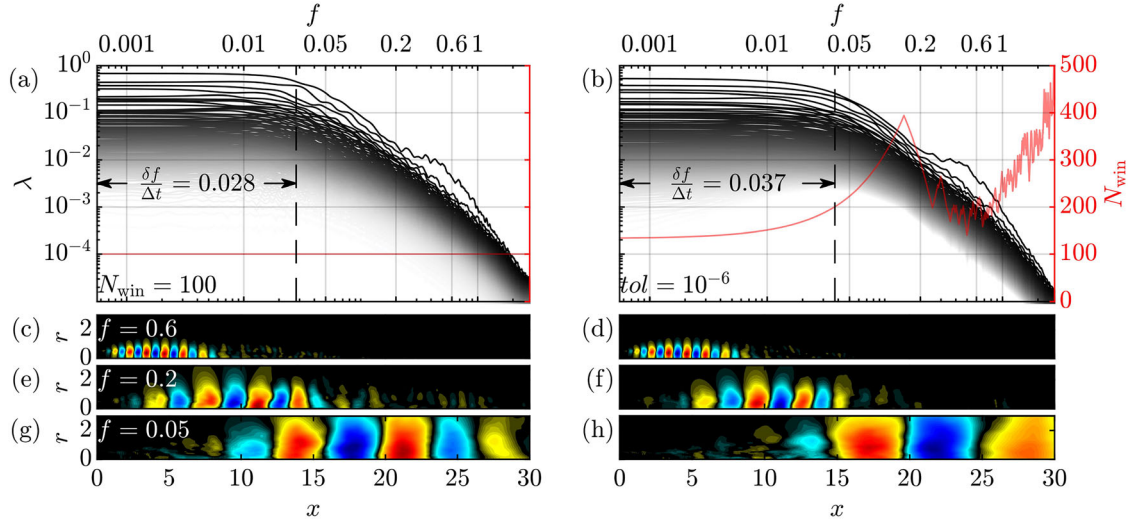 f f
0.001 0.01 0.05 0.2 0.6 1 0.001 0.01 0.05 0.2 0.6 1
(a) 10⁰ (b) 500
10⁻¹ 400
10⁻² 300
λ δf/Δt = 0.028 δf/Δt = 0.037 N_win
10⁻³ 200
10⁻⁴ 100
N_win = 100 tol = 10⁻⁶ 0
(c) r 2 0 f = 0.6 (d)
(e) r 2 0 f = 0.2 (f)
(g) r 2 0 f = 0.05 (h)
0 5 10 15 20 25 30 0 5 10 15 20 25 30
x x